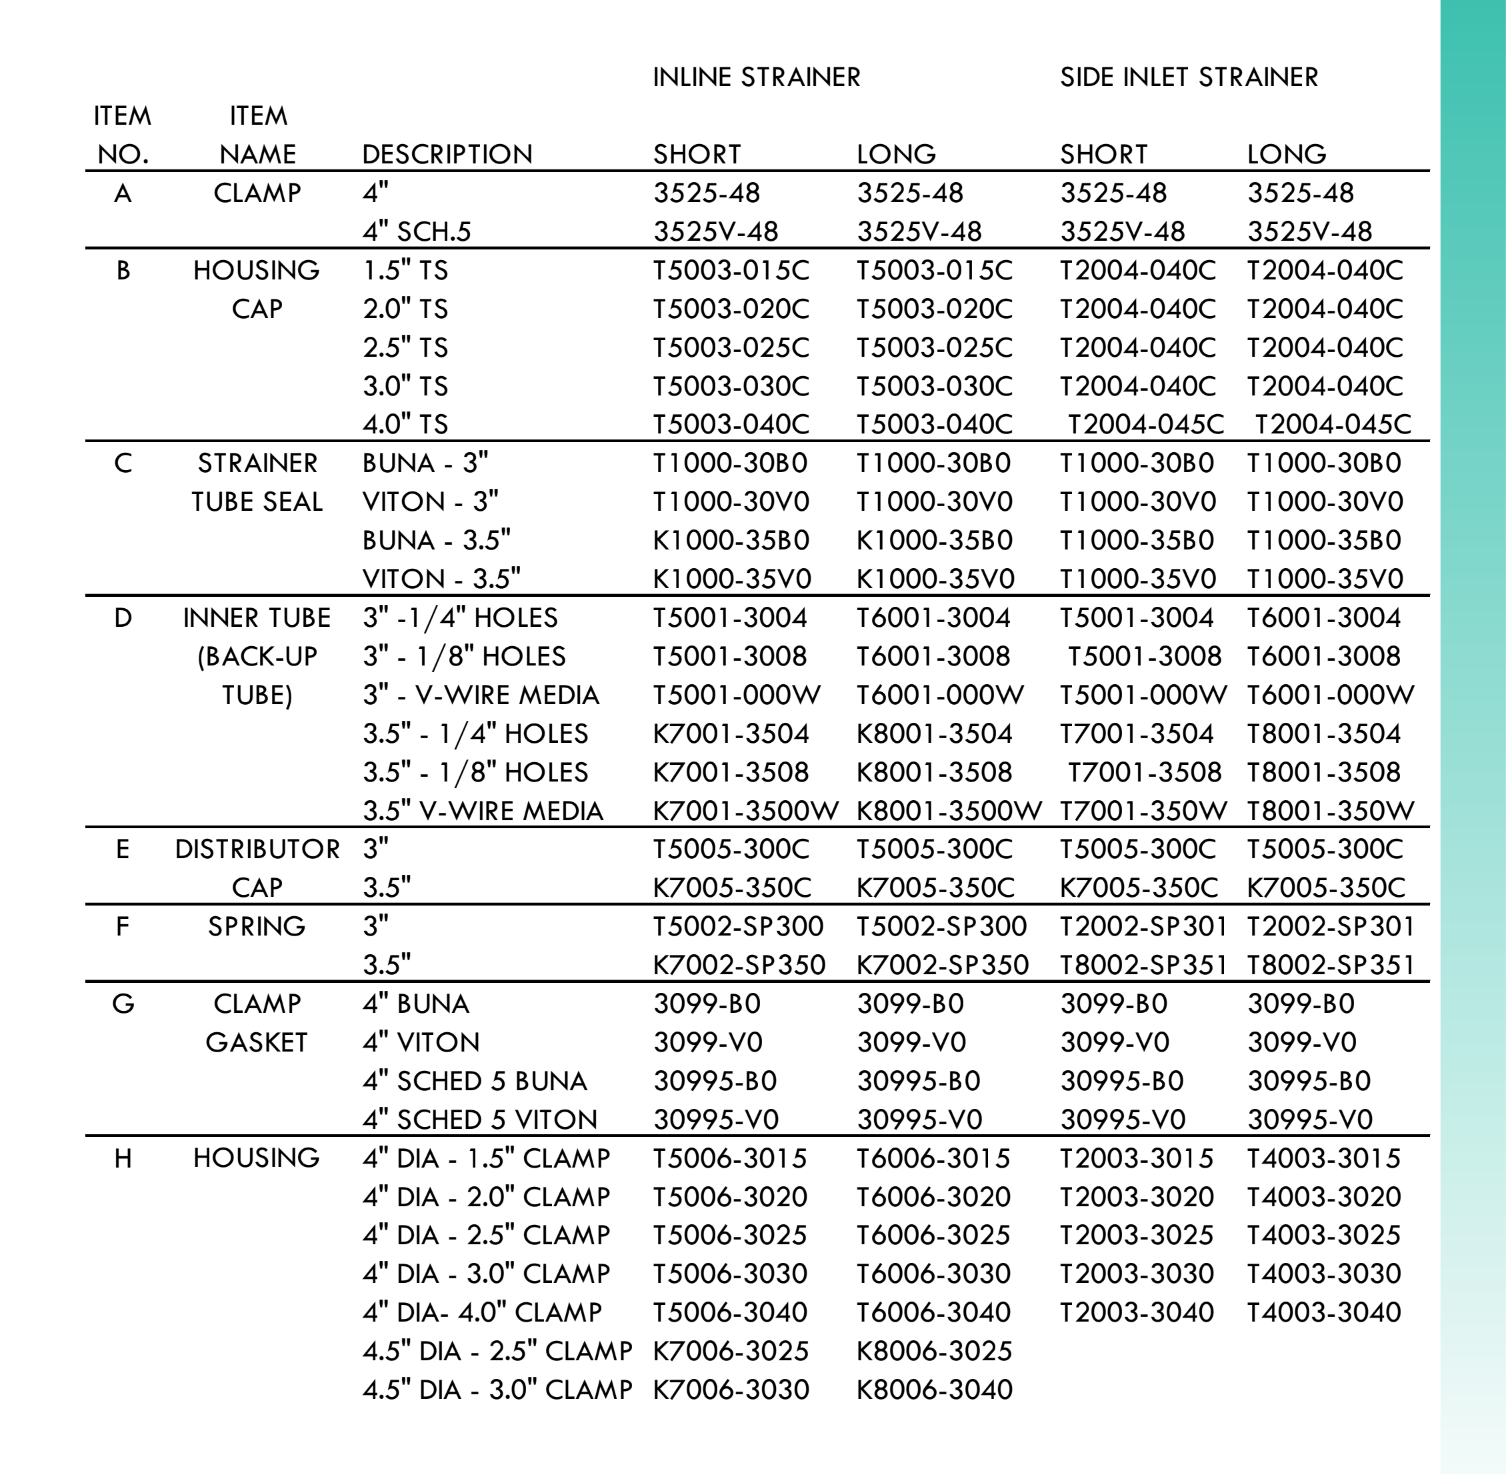 INLINE STRAINER SIDE INLET STRAINER
ITEM ITEM
NO. NAME DESCRIPTION SHORT LONG SHORT LONG
A CLAMP 4" 3525-48 3525-48 3525-48 3525-48
4" SCH.5 3525V-48 3525V-48 3525V-48 3525V-48
B HOUSING 1.5" TS T5003-015C T5003-015C T2004-040C T2004-040C
CAP 2.0" TS T5003-020C T5003-020C T2004-040C T2004-040C
2.5" TS T5003-025C T5003-025C T2004-040C T2004-040C
3.0" TS T5003-030C T5003-030C T2004-040C T2004-040C
4.0" TS T5003-040C T5003-040C T2004-045C T2004-045C
C STRAINER BUNA - 3" T1000-30B0 T1000-30B0 T1000-30B0 T1000-30B0
TUBE SEAL VITON - 3" T1000-30V0 T1000-30V0 T1000-30V0 T1000-30V0
BUNA - 3.5" K1000-35B0 K1000-35B0 T1000-35B0 T1000-35B0
VITON - 3.5" K1000-35V0 K1000-35V0 T1000-35V0 T1000-35V0
D INNER TUBE 3" -1/4" HOLES T5001-3004 T6001-3004 T5001-3004 T6001-3004
(BACK-UP 3" - 1/8" HOLES T5001-3008 T6001-3008 T5001-3008 T6001-3008
TUBE) 3" - V-WIRE MEDIA T5001-000W T6001-000W T5001-000W T6001-000W
3.5" - 1/4" HOLES K7001-3504 K8001-3504 T7001-3504 T8001-3504
3.5" - 1/8" HOLES K7001-3508 K8001-3508 T7001-3508 T8001-3508
3.5" V-WIRE MEDIA K7001-3500W K8001-3500W T7001-350W T8001-350W
E DISTRIBUTOR 3" T5005-300C T5005-300C T5005-300C T5005-300C
CAP 3.5" K7005-350C K7005-350C K7005-350C K7005-350C
F SPRING 3" T5002-SP300 T5002-SP300 T2002-SP301 T2002-SP301
3.5" K7002-SP350 K7002-SP350 T8002-SP351 T8002-SP351
G CLAMP 4" BUNA 3099-B0 3099-B0 3099-B0 3099-B0
GASKET 4" VITON 3099-V0 3099-V0 3099-V0 3099-V0
4" SCHED 5 BUNA 30995-B0 30995-B0 30995-B0 30995-B0
4" SCHED 5 VITON 30995-V0 30995-V0 30995-V0 30995-V0
H HOUSING 4" DIA - 1.5" CLAMP T5006-3015 T6006-3015 T2003-3015 T4003-3015
4" DIA - 2.0" CLAMP T5006-3020 T6006-3020 T2003-3020 T4003-3020
4" DIA - 2.5" CLAMP T5006-3025 T6006-3025 T2003-3025 T4003-3025
4" DIA - 3.0" CLAMP T5006-3030 T6006-3030 T2003-3030 T4003-3030
4" DIA- 4.0" CLAMP T5006-3040 T6006-3040 T2003-3040 T4003-3040
4.5" DIA - 2.5" CLAMP K7006-3025 K8006-3025
4.5" DIA - 3.0" CLAMP K7006-3030 K8006-3040